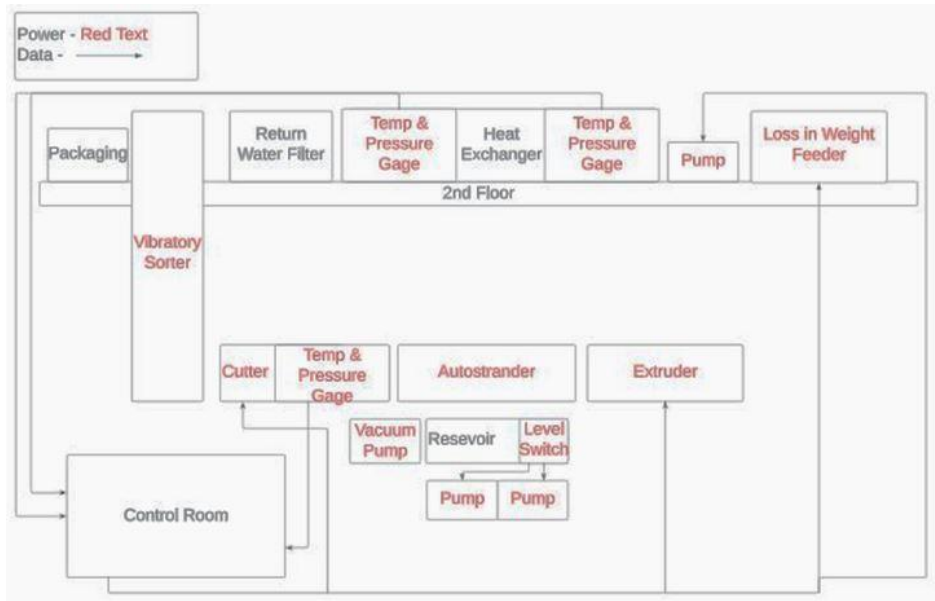 Power - Red Text
Data -
Packaging
Vibratory
Sorter
Return
Water Filter
Temp &
Pressure
Gage
Heat
Exchanger
Temp &
Pressure
Gage
Pump
Loss in Weight
Feeder
2nd Floor
Cutter
Temp &
Pressure
Gage
Autostrander
Extruder
Vacuum
Pump
Resevoir
Level
Switch
Pump
Pump
Control Room